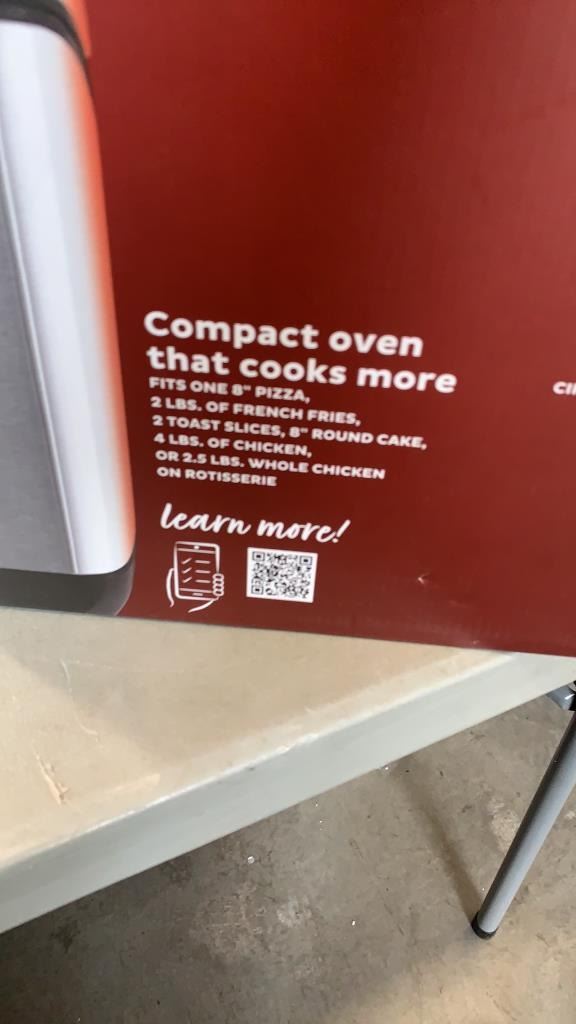 Compact oven
that cooks more
FITS ONE 8" PIZZA,
2 LBS. OF FRENCH FRIES,
2 TOAST SLICES, 8" ROUND CAKE,
4 LBS. OF CHICKEN,
OR 2.5 LBS. WHOLE CHICKEN
ON ROTISSERIE
learn more!